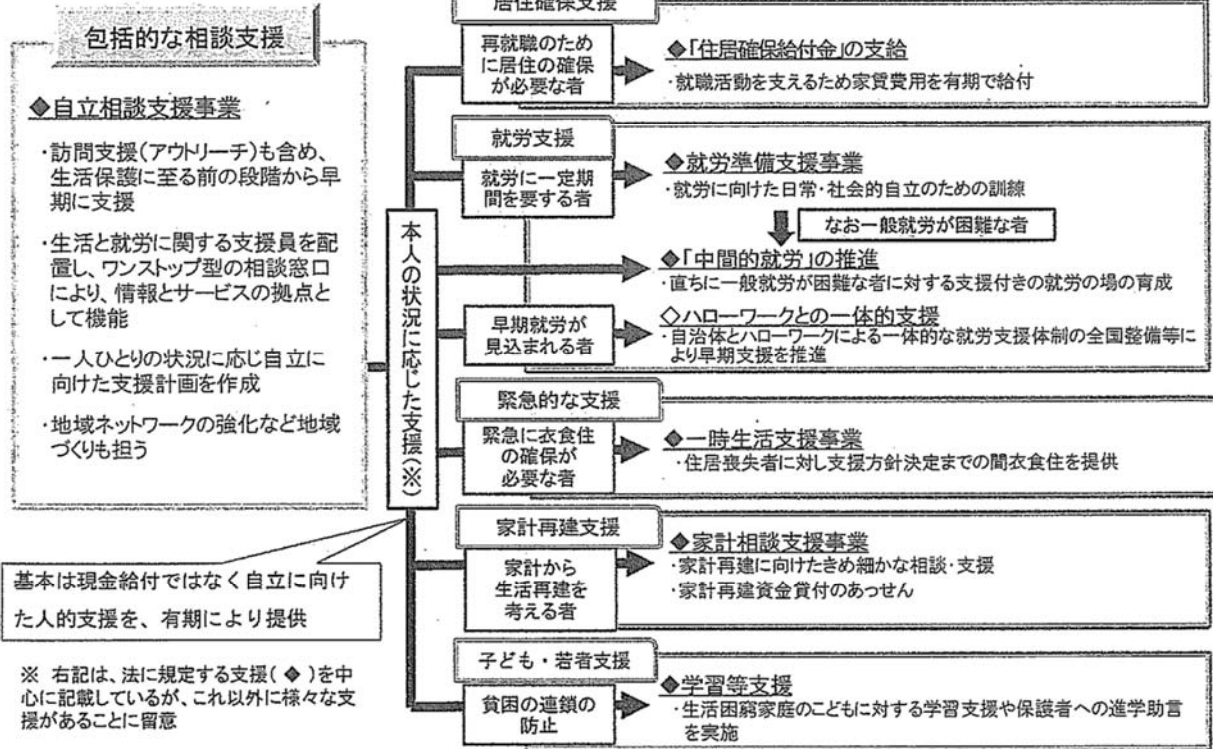 包括的な相談支援
◆自立相談支援事業
・訪問支援(アウトリーチ)も含め、
生活保護に至る前の段階から早
期に支援
・生活と就労に関する支援員を配
置し、ワンストップ型の相談窓口
により、情報とサービスの拠点と
して機能
・一人ひとりの状況に応じ自立に
向けた支援計画を作成
・地域ネットワークの強化など地域
づくりも担う
基本は現金給付ではなく自立に向け
た人的支援を、有期により提供
※ 右記は、法に規定する支援(◆)を中
心に記載しているが、これ以外に様々な支
援があることに留意
本人の状況に応じた支援(※)
居住確保支援
再就職のため
に居住の確保
が必要な者
◆「住居確保給付金」の支給
・就職活動を支えるため家賃費用を有期で給付
就労支援
就労に一定期
間を要する者
◆就労準備支援事業
・就労に向けた日常・社会的自立のための訓練
なお一般就労が困難な者
◆「中間的就労」の推進
・直ちに一般就労が困難な者に対する支援付きの就労の場の育成
早期就労が
見込まれる者
◇ハローワークとの一体的支援
・自治体とハローワークによる一体的な就労支援体制の全国整備等に
より早期支援を推進
緊急的な支援
緊急に衣食住
の確保が
必要な者
◆一時生活支援事業
・住居喪失者に対し支援方針決定までの間衣食住を提供
家計再建支援
家計から
生活再建を
考える者
◆家計相談支援事業
・家計再建に向けたきめ細かな相談・支援
・家計再建資金貸付のあっせん
子ども・若者支援
貧困の連鎖の
防止
◆学習等支援
・生活困窮家庭のこどもに対する学習支援や保護者への進学助言
を実施